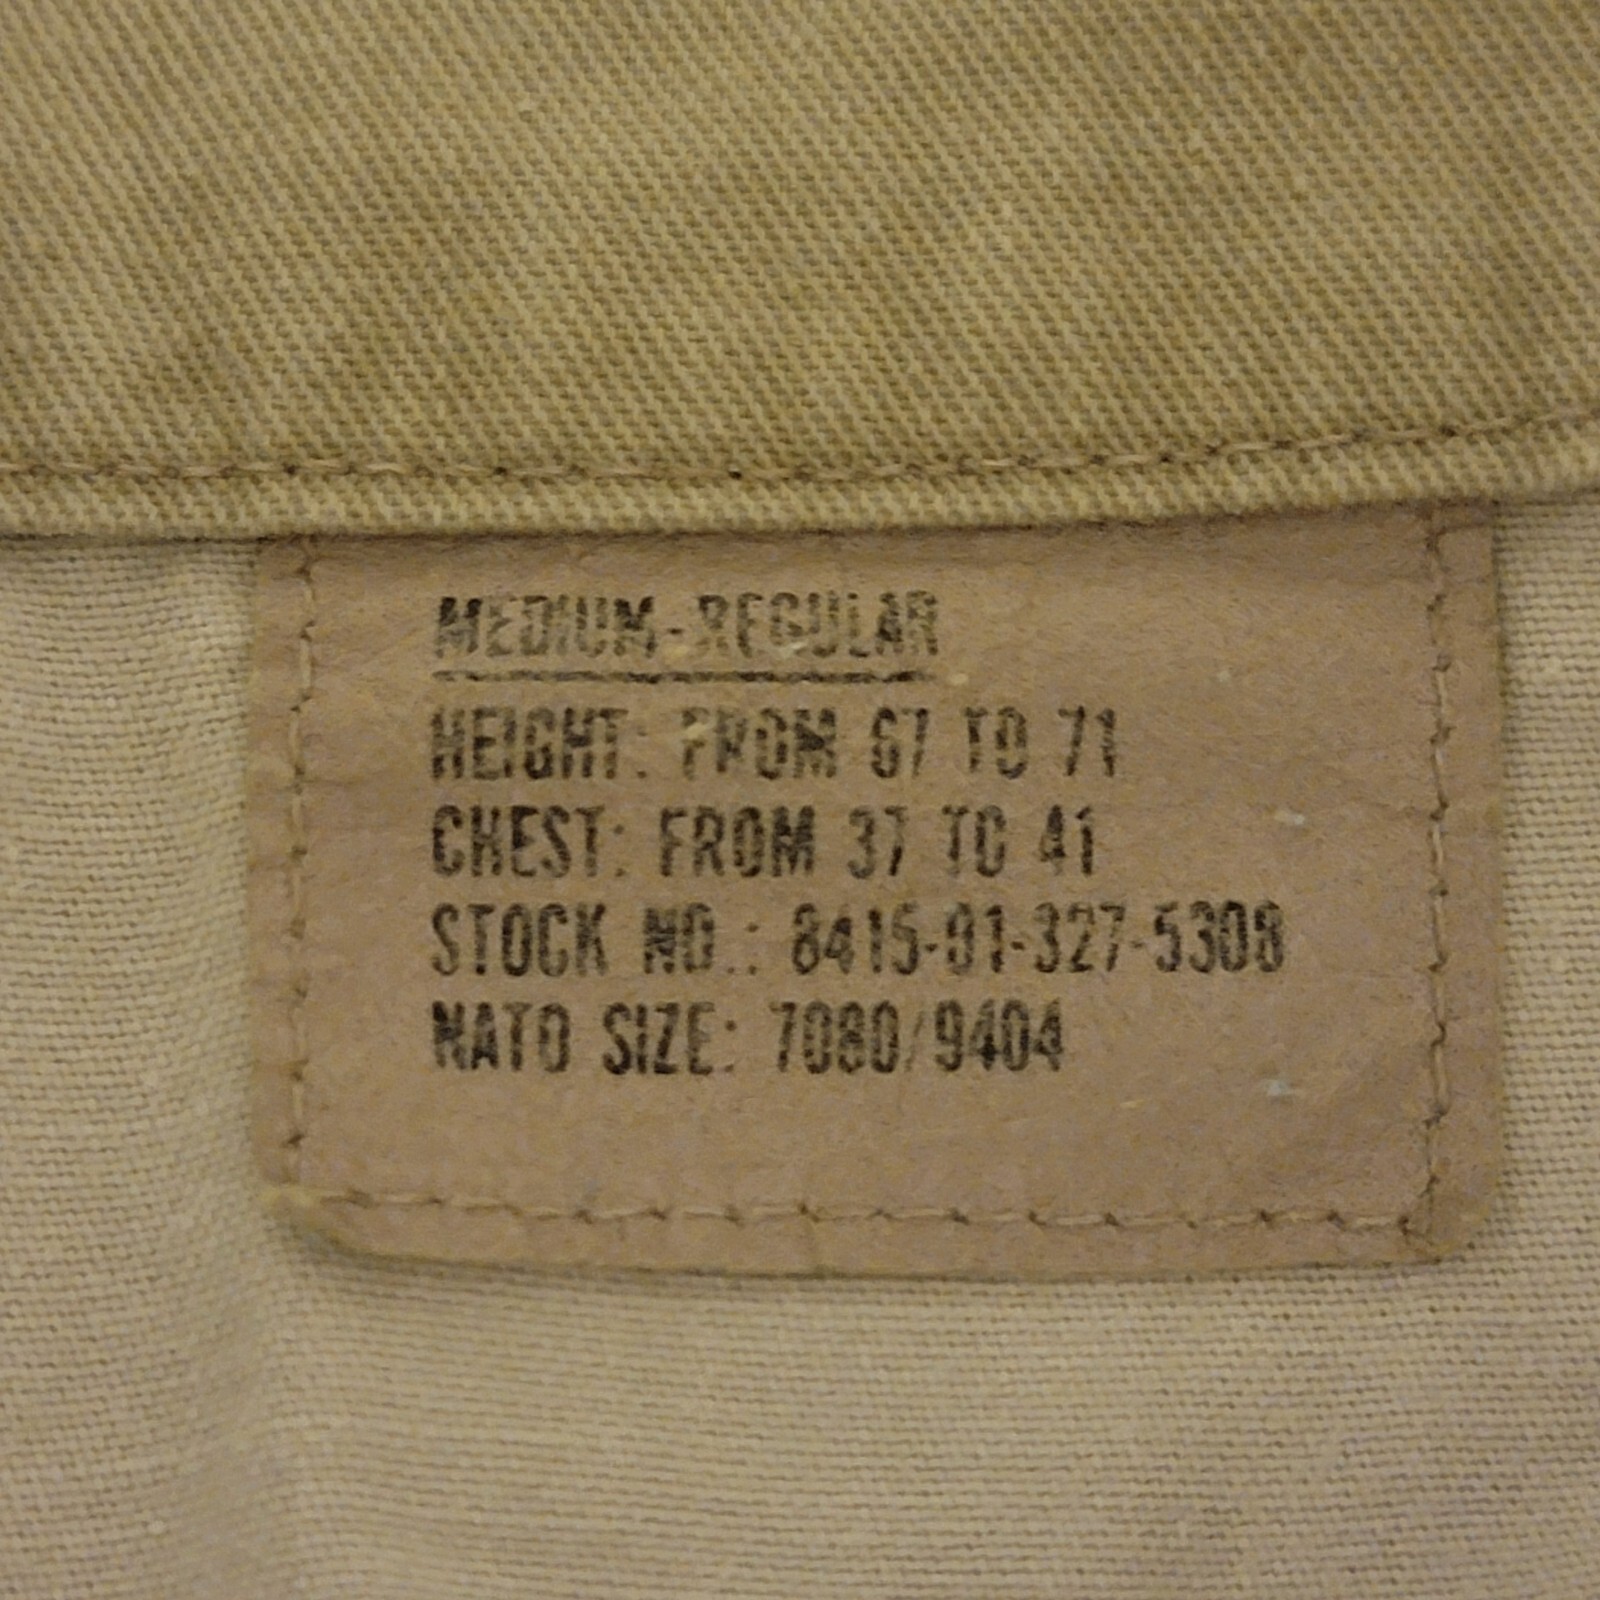 MEDIUM-REGULAR
HEIGHT: FROM 67 TO 71
CHEST: FROM 37 TO 41
STOCK NO.: 8415-01-327-5308
NATO SIZE: 7080/9404